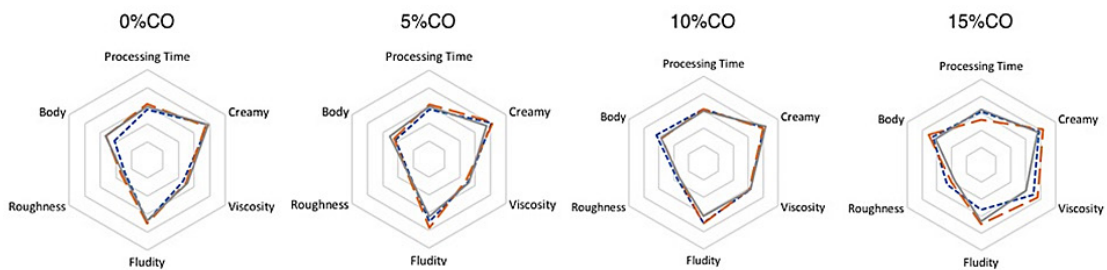 0%CO
Processing Time
Creamy
Viscosity
Fludity
Roughness
Body
5%CO
Processing Time
Creamy
Viscosity
Fludity
Roughness
Body
10%CO
Processing Time
Creamy
Viscosity
Fludity
Roughness
Body
15%CO
Processing Time
Creamy
Viscosity
Fludity
Roughness
Body